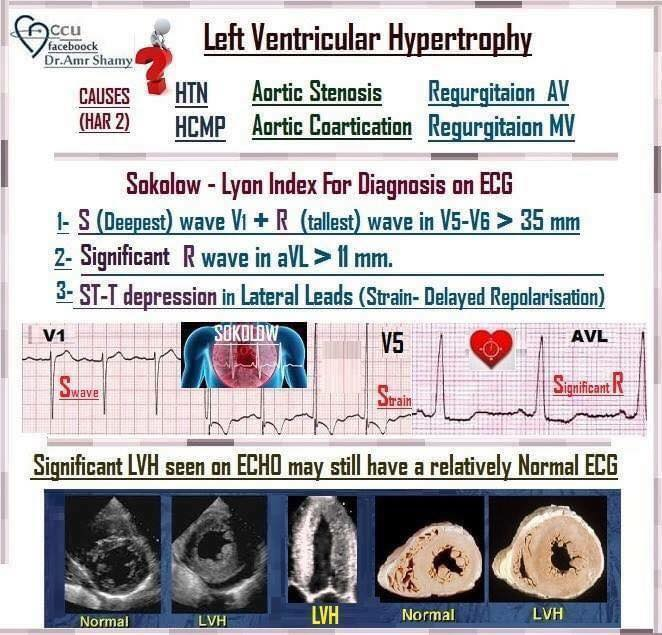 CCU
faceboock
Dr.Amr Shamy
Left Ventricular Hypertrophy
CAUSES
(HAR 2)
HTN Aortic Stenosis Regurgitaion AV
HCMP Aortic Coartication Regurgitaion MV
Sokolow - Lyon Index For Diagnosis on ECG
1- S (Deepest) wave V1 + R (tallest) wave in V5-V6 > 35 mm
2- Significant R wave in aVL > 11 mm.
3- ST-T depression in Lateral Leads (Strain- Delayed Repolarisation)
V1 SOKOLOW V5 AVL
S wave Strain Significant R
Significant LVH seen on ECHO may still have a relatively Normal ECG
Normal LVH LVH Normal LVH